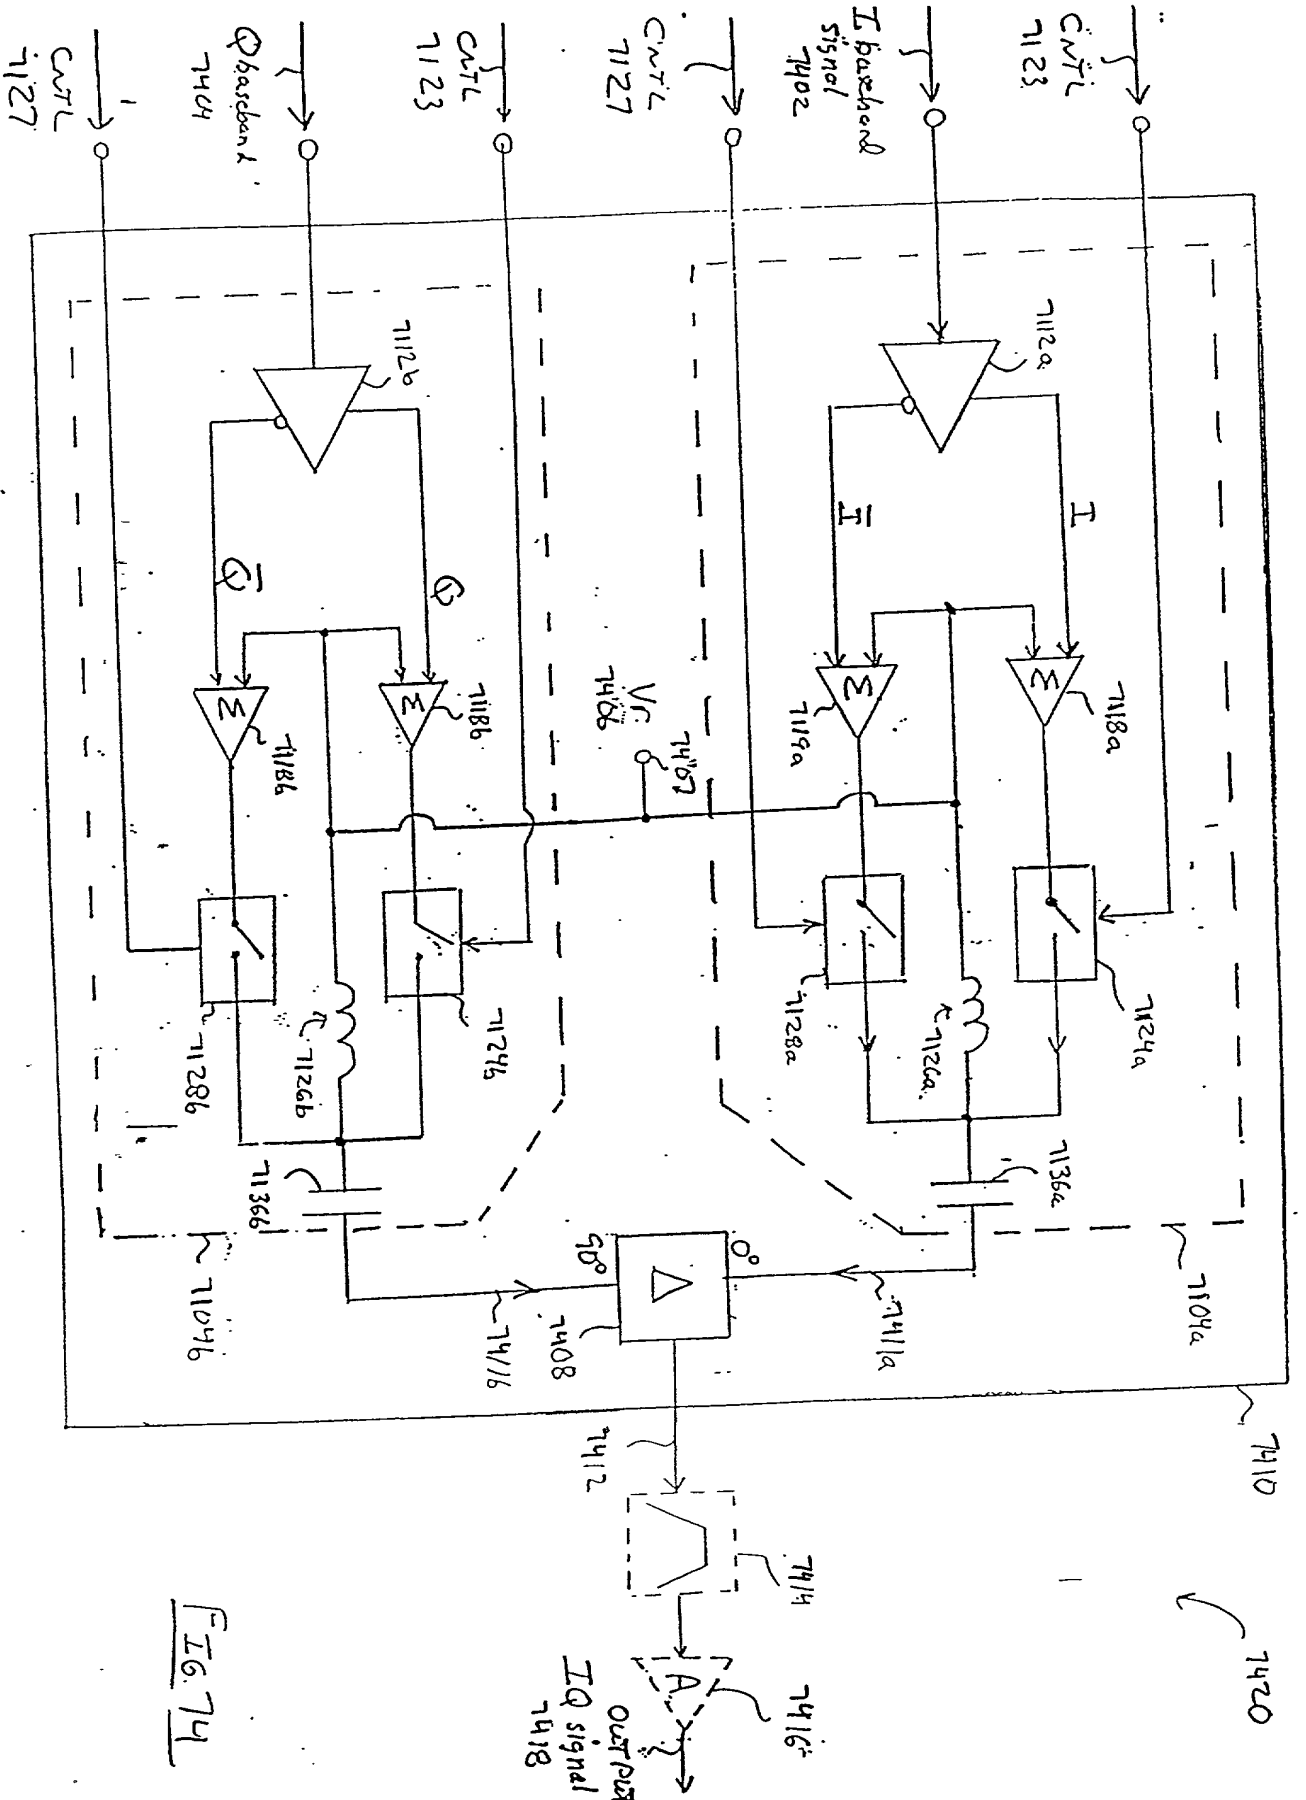 CNTL
7123
I baseband
signal
7402
CNTL
7127
CNTL
7123
Q baseband
7404
CNTL
7127
7112a
I
I̅
Σ
7118a
Σ
7119a
7124a
7128a
7126a
7136a
7104a
Vr
7406
7407
7112b
Q
Q̅
Σ
7118b
Σ
7118b
7124b
7126b
7128b
7136b
7104b
0°
90°
7411a
7411b
7408
7410
7412
7414
A
7416
OUTPUT
IQ signal
7418
7420
FIG. 74